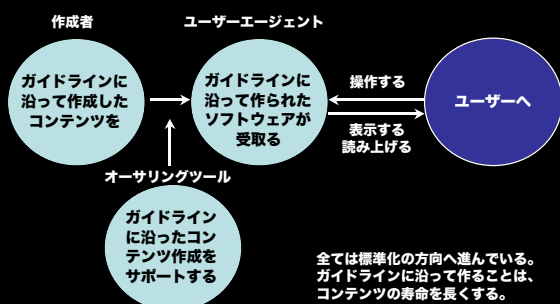 作成者
ユーザーエージェント
ガイドラインに
沿って作成した
コンテンツを
ガイドラインに
沿って作られた
ソフトウェアが
受取る
操作する
表示する
読み上げる
ユーザーへ
オーサリングツール
ガイドライン
に沿ったコン
テンツ作成を
サポートする
全ては標準化の方向へ進んでいる。
ガイドラインに沿って作ることは、
コンテンツの寿命を長くする。